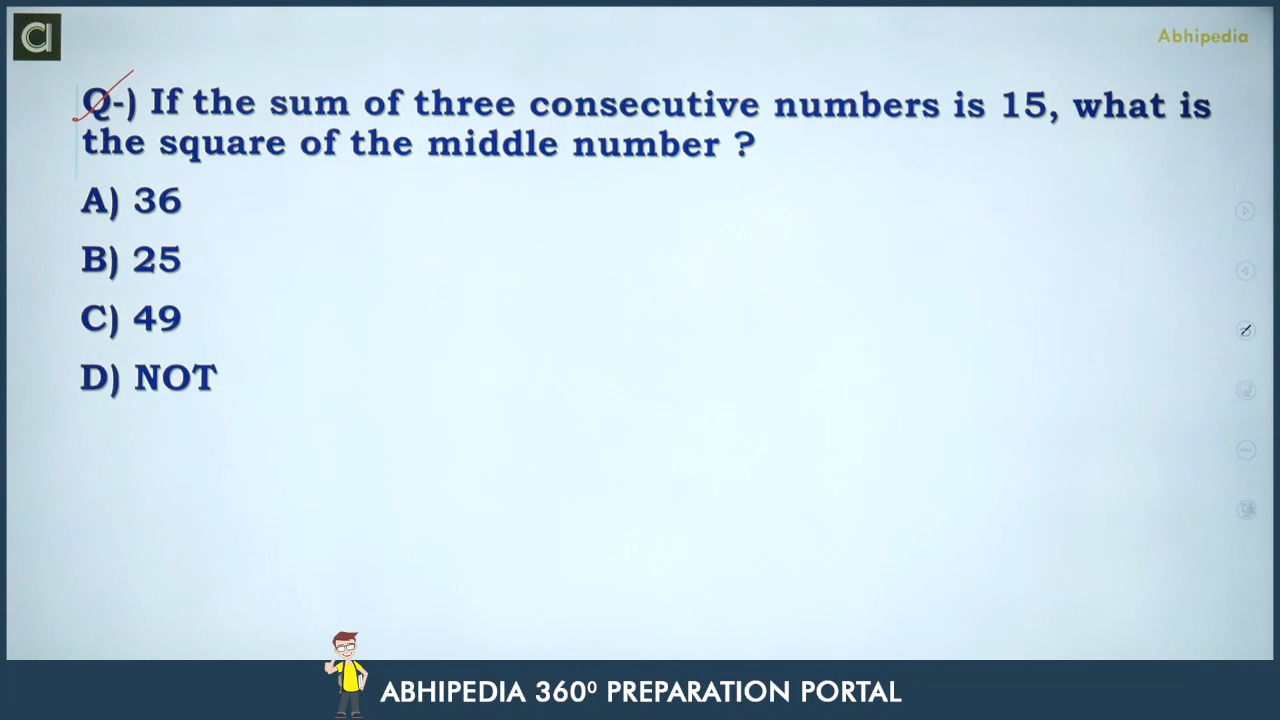 Abhipedia
Q-) If the sum of three consecutive numbers is 15, what is
the square of the middle number ?
A) 36
B) 25
C) 49
D) NOT
ABHIPEDIA 360⁰ PREPARATION PORTAL